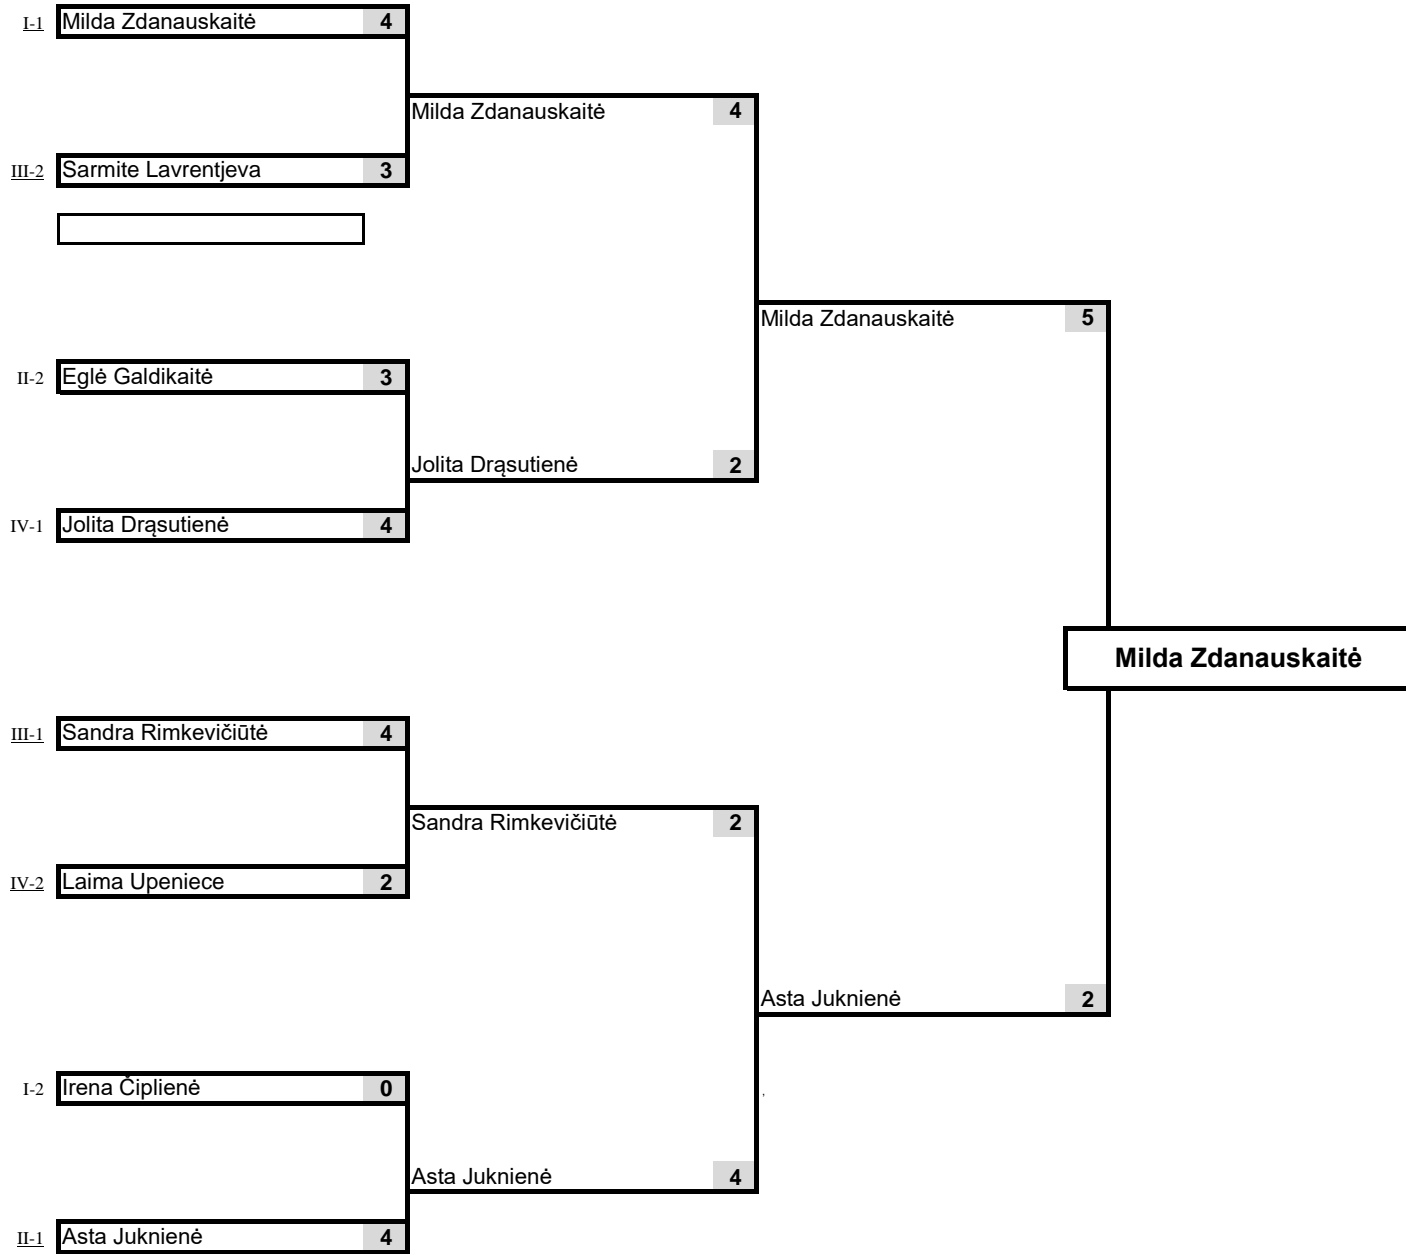 I-1 Milda Zdanauskaitė 4
Milda Zdanauskaitė 4
III-2 Sarmite Lavrentjeva 3
Milda Zdanauskaitė 5
II-2 Eglė Galdikaitė 3
Jolita Drąsutienė 2
IV-1 Jolita Drąsutienė 4
Milda Zdanauskaitė
III-1 Sandra Rimkevičiūtė 4
Sandra Rimkevičiūtė 2
IV-2 Laima Upeniece 2
Asta Juknienė 2
I-2 Irena Čiplienė 0
,
Asta Juknienė 4
II-1 Asta Juknienė 4